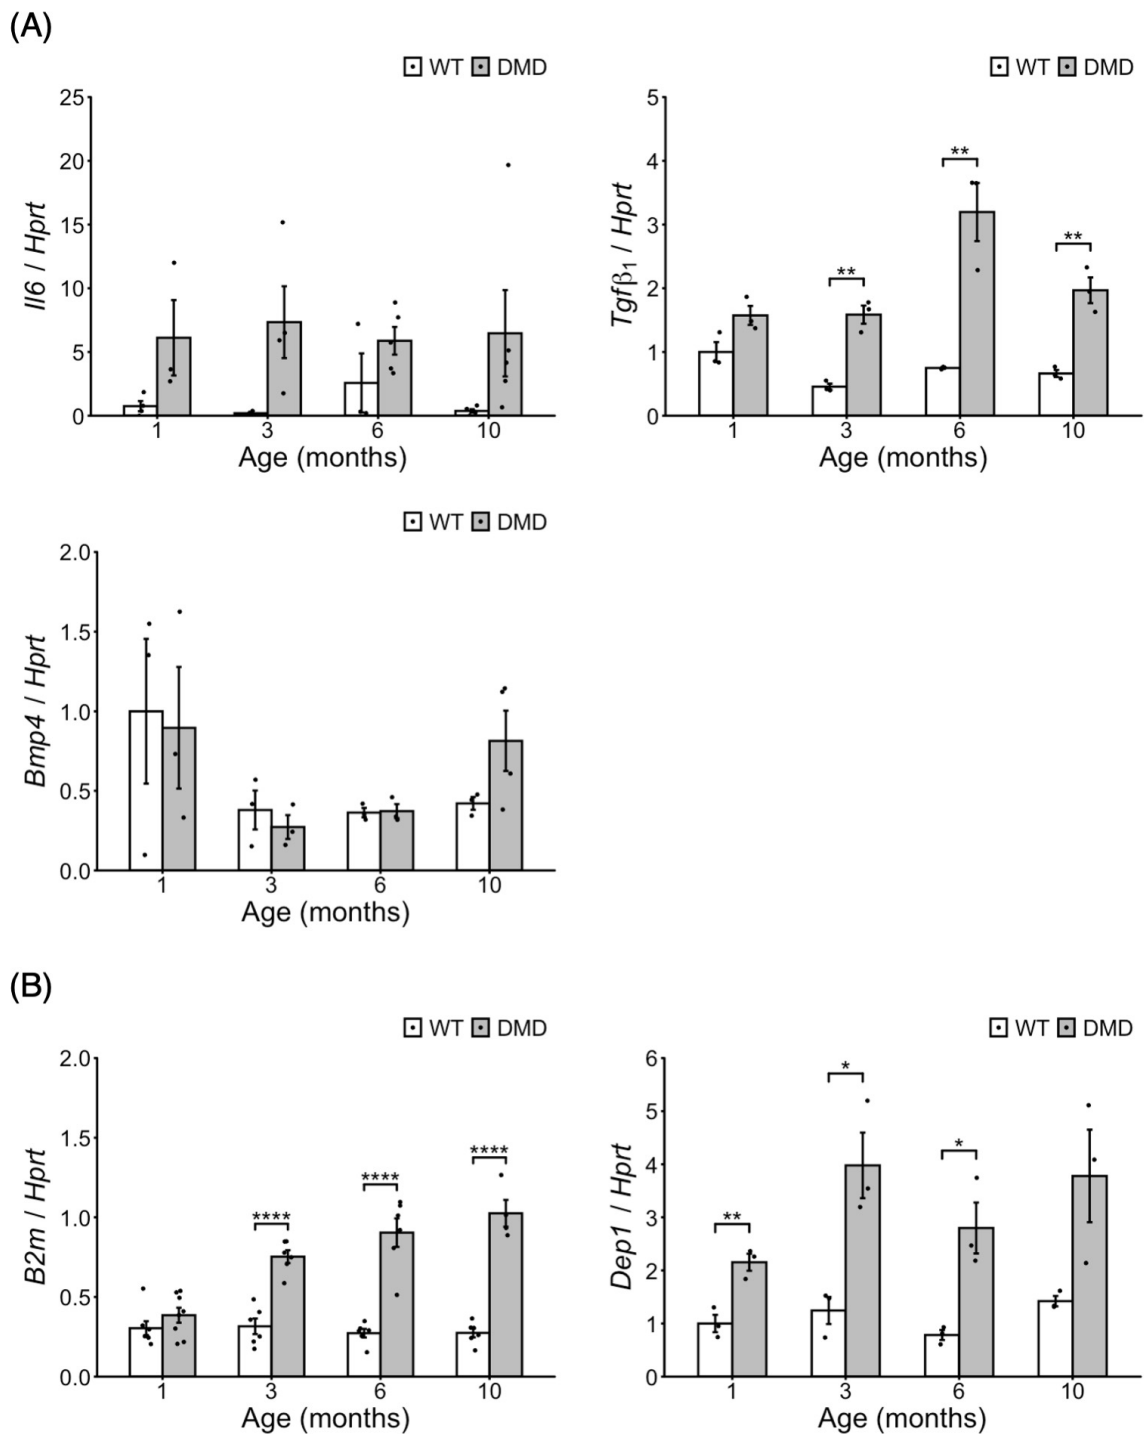 (A)
WT DMD
25
20
15
10
5
0
Il6 / Hprt
1 3 6 10
Age (months)
WT DMD
5
4
3
2
1
0
Tgfβ1 / Hprt
** ** **
1 3 6 10
Age (months)
WT DMD
2.0
1.5
1.0
0.5
0.0
Bmp4 / Hprt
1 3 6 10
Age (months)
(B)
WT DMD
2.0
1.5
1.0
0.5
0.0
B2m / Hprt
**** **** ****
1 3 6 10
Age (months)
WT DMD
6
5
4
3
2
1
0
Dep1 / Hprt
** * *
1 3 6 10
Age (months)